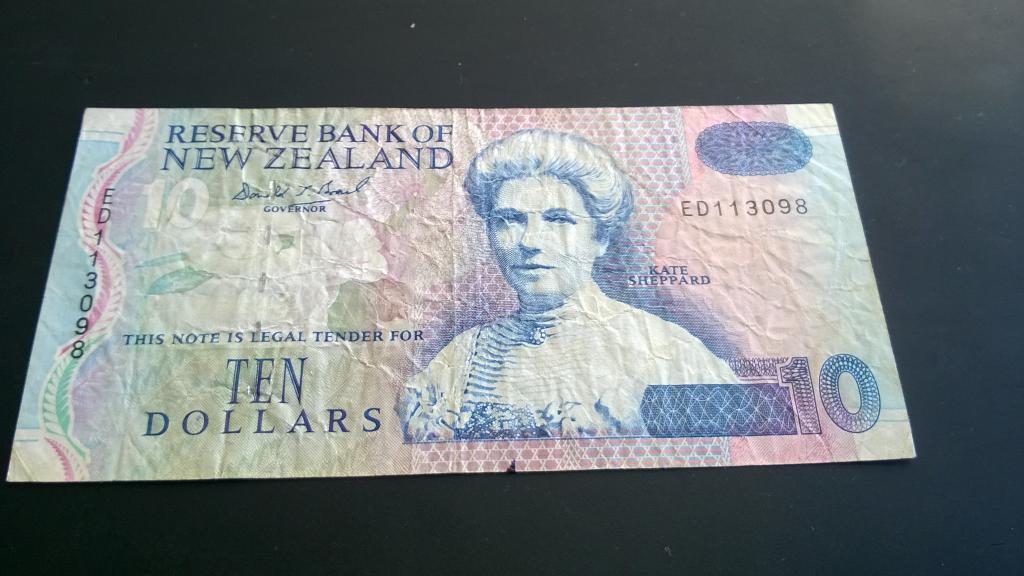 RESERVE BANK OF
NEW ZEALAND
GOVERNOR
10
ED113098
ED113098
KATE
SHEPPARD
THIS NOTE IS LEGAL TENDER FOR
TEN
DOLLARS
10